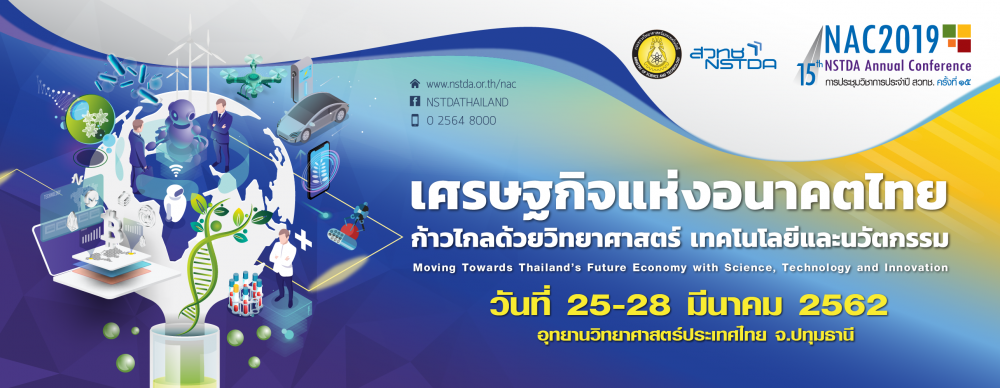 สวทช
NSTDA
NAC2019
15th NSTDA Annual Conference
การประชุมวิชาการประจำปี สวทช. ครั้งที่ ๑๕
www.nstda.or.th/nac
NSTDATHAILAND
0 2564 8000
เศรษฐกิจแห่งอนาคตไทย
ก้าวไกลด้วยวิทยาศาสตร์ เทคโนโลยีและนวัตกรรม
Moving Towards Thailand's Future Economy with Science, Technology and Innovation
วันที่ 25-28 มีนาคม 2562
อุทยานวิทยาศาสตร์ประเทศไทย จ.ปทุมธานี